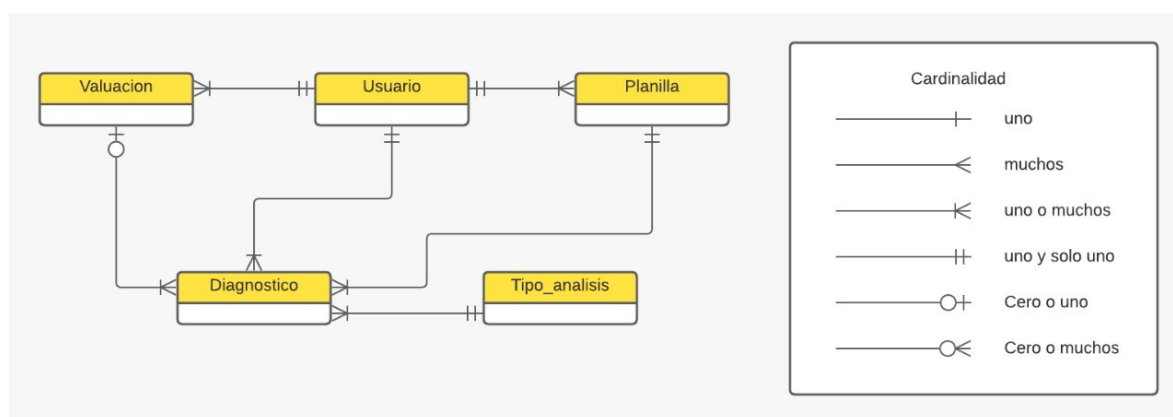 Valuacion
Usuario
Planilla
Diagnostico
Tipo_analisis
Cardinalidad
uno
muchos
uno o muchos
uno y solo uno
Cero o uno
Cero o muchos